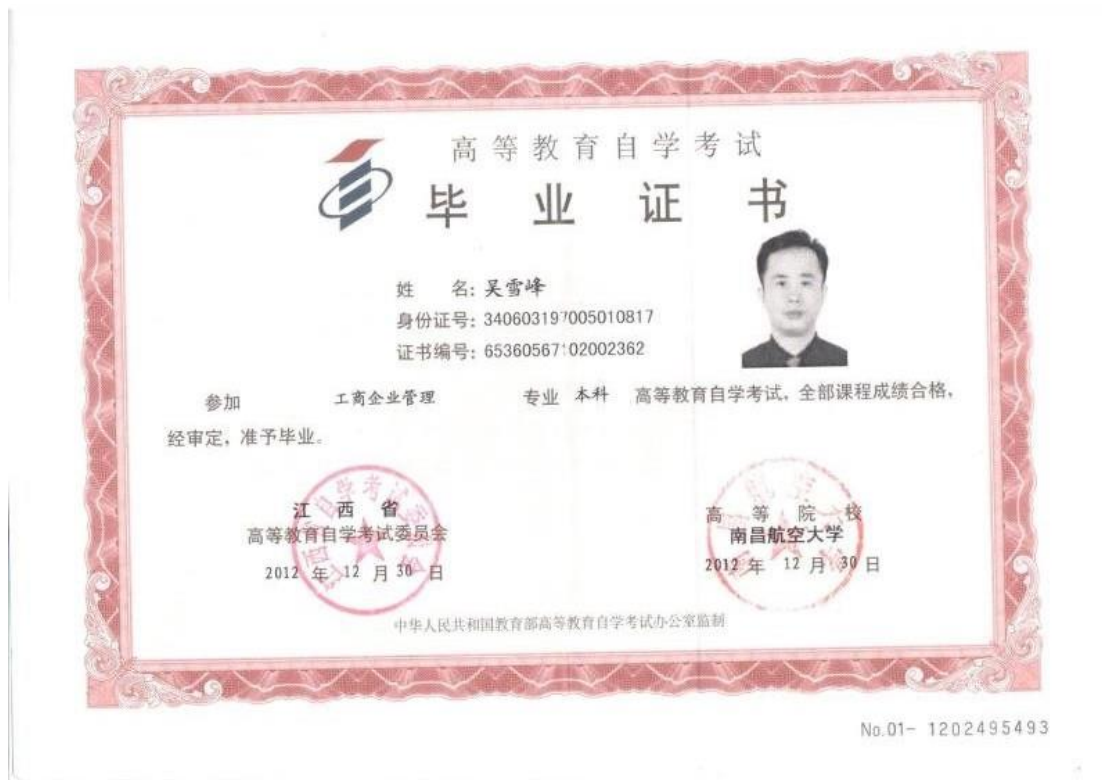 高等教育自学考试
毕业证书
姓 名: 吴雪峰
身份证号: 340603197005010817
证书编号: 65360567102002362
参加 工商企业管理 专业 本科 高等教育自学考试，全部课程成绩合格，
经审定，准予毕业。
江西省
高等教育自学考试委员会
2012 年 12 月 30 日
高等院校
南昌航空大学
2012 年 12 月 30 日
中华人民共和国教育部高等教育自学考试办公室监制
No.01- 1202495493